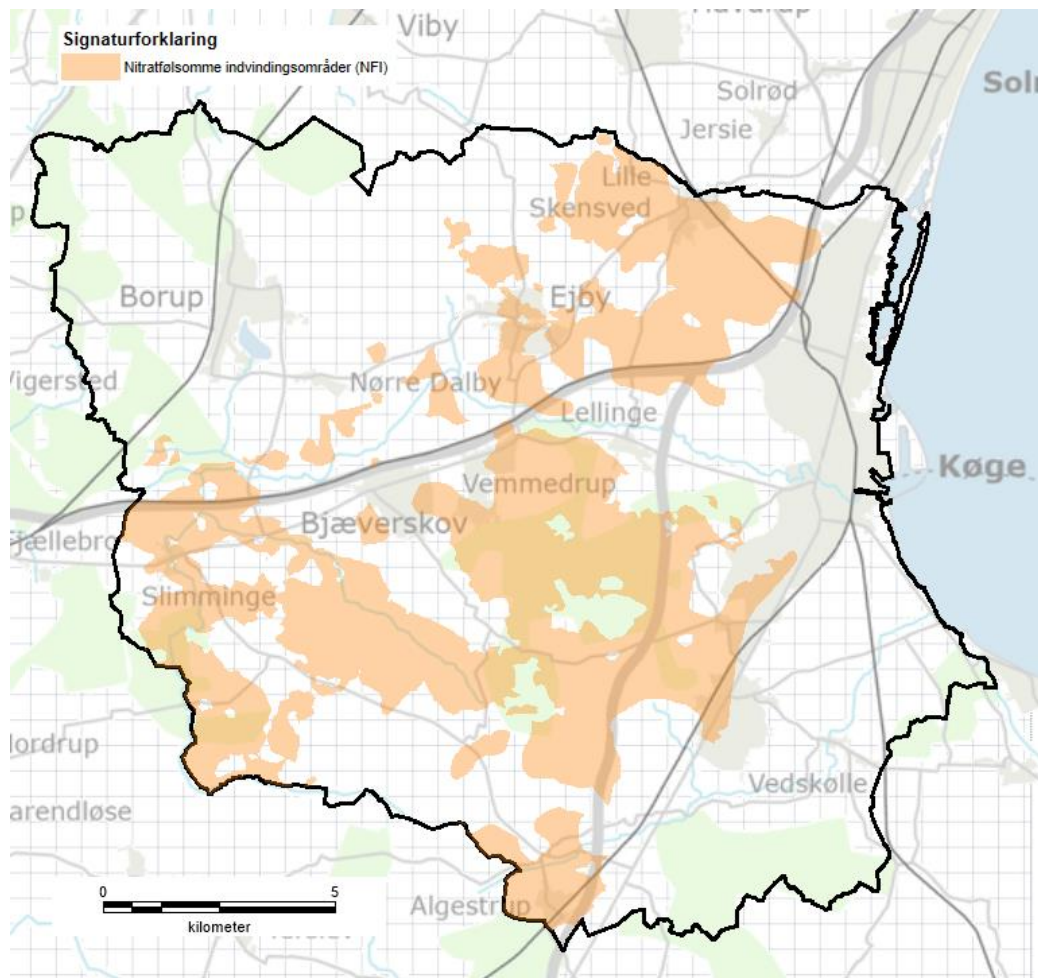 Viby
Signaturforklaring
Nitratfølsomme indvindingsområder (NFI)
Solrød
Jersie
Lille
Skensved
Borup
Ejby
Vigersted
Nørre Dalby
Lellinge
Køge
Vemmedrup
Bjæverskov
Slimminge
Vedskølle
Algestrup
0
5
kilometer